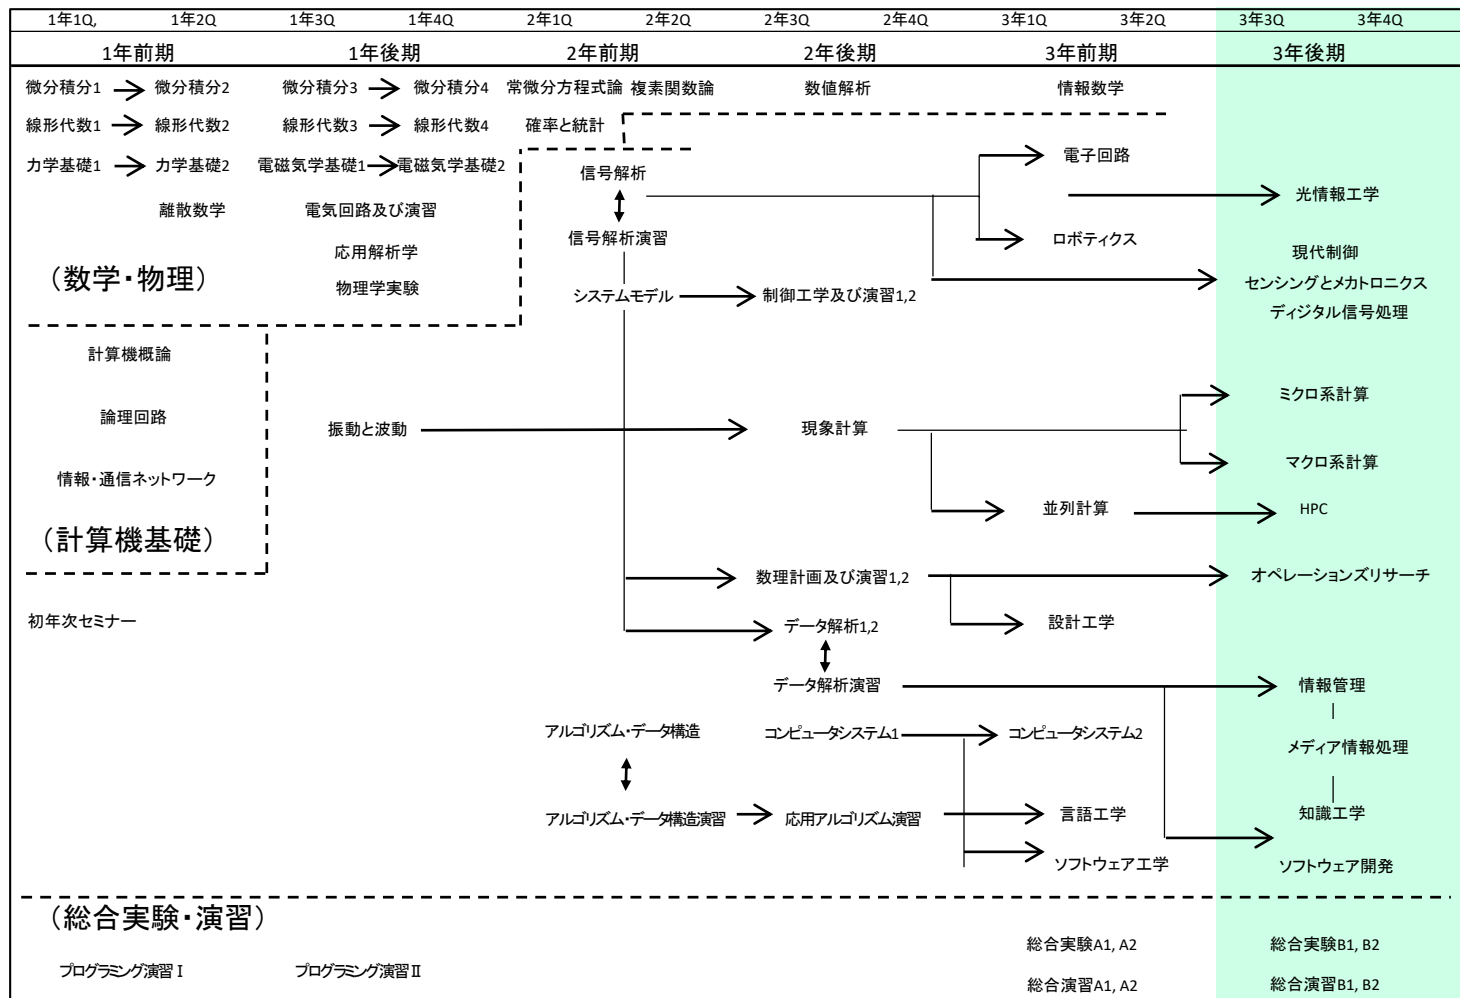 1年1Q, 1年2Q 1年3Q 1年4Q 2年1Q 2年2Q 2年3Q 2年4Q 3年1Q 3年2Q 3年3Q 3年4Q
1年前期 1年後期 2年前期 2年後期 3年前期 3年後期
微分積分1 微分積分2 微分積分3 微分積分4 常微分方程式論 複素関数論 数値解析 情報数学
線形代数1 線形代数2 線形代数3 線形代数4 確率と統計
力学基礎1 力学基礎2 電磁気学基礎1 電磁気学基礎2 信号解析 電子回路
離散数学 電気回路及び演習 光情報工学
信号解析演習 ロボティクス
応用解析学 現代制御
(数学・物理) 物理学実験 システムモデル 制御工学及び演習1,2 センシングとメカトロニクス
ディジタル信号処理
計算機概論
ミクロ系計算
論理回路 振動と波動 現象計算
マクロ系計算
情報・通信ネットワーク
並列計算 HPC
(計算機基礎)
数理計画及び演習1,2 オペレーションズリサーチ
初年次セミナー データ解析1,2 設計工学
データ解析演習 情報管理
アルゴリズム・データ構造 コンピュータシステム1 コンピュータシステム2 メディア情報処理
アルゴリズム・データ構造演習 応用アルゴリズム演習 言語工学 知識工学
ソフトウェア工学 ソフトウェア開発
(総合実験・演習)
総合実験A1, A2 総合実験B1, B2
プログラミング演習Ⅰ プログラミング演習Ⅱ
総合演習A1, A2 総合演習B1, B2